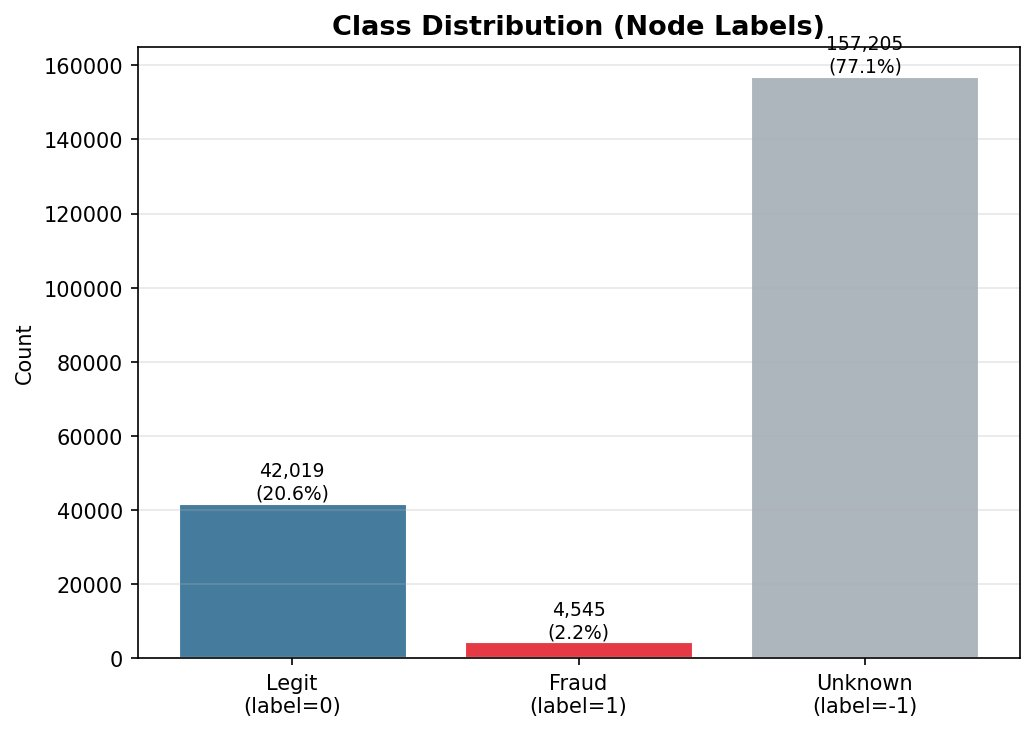 Class Distribution (Node Labels)
157,205
(77.1%)
160000
140000
120000
100000
80000
60000
40000
20000
0
Count
42,019
(20.6%)
4,545
(2.2%)
Legit
(label=0)
Fraud
(label=1)
Unknown
(label=-1)